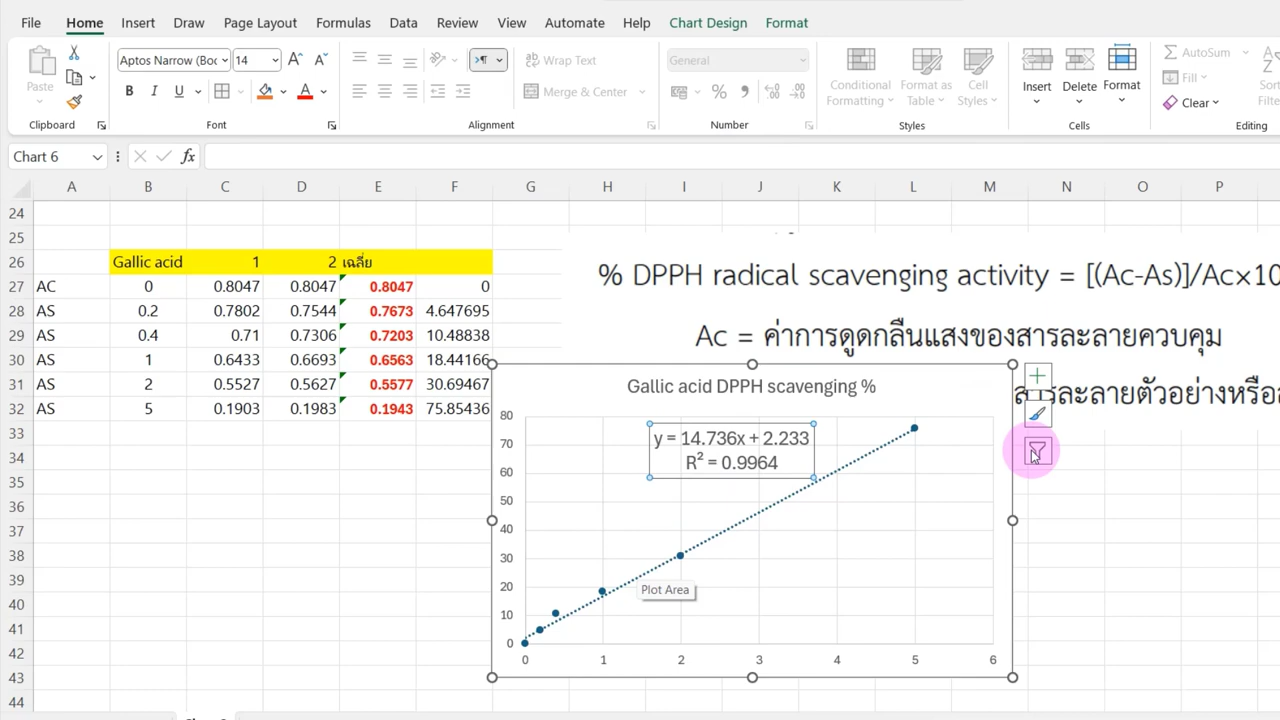 File Home Insert Draw Page Layout Formulas Data Review View Automate Help Chart Design Format
Paste
Clipboard
Aptos Narrow (Boc 14
B I U
Font
Wrap Text
Merge & Center
Alignment
General
Number
Conditional Formatting
Format as Table
Cell Styles
Styles
Insert Delete Format
Cells
AutoSum
Fill
Clear
Sort
Filter
Editing
Chart 6 fx
A B C D E F G H I J K L M N O P
24
25
26 Gallic acid 1 2 เฉลี่ย
27 AC 0 0.8047 0.8047 0.8047 0
28 AS 0.2 0.7802 0.7544 0.7673 4.647695
29 AS 0.4 0.71 0.7306 0.7203 10.48838
30 AS 1 0.6433 0.6693 0.6563 18.44166
31 AS 2 0.5527 0.5627 0.5577 30.69467
32 AS 5 0.1903 0.1983 0.1943 75.85436
33
34
35
36
37
38
39
40
41
42
43
44
% DPPH radical scavenging activity = [(Ac-As)]/Ac×10
Ac = ค่าการดูดกลืนแสงของสารละลายควบคุม
สารละลายตัวอย่างหรือ
Gallic acid DPPH scavenging %
y = 14.736x + 2.233
R² = 0.9964
80
70
60
50
40
30
20
10
0
Plot Area
0 1 2 3 4 5 6